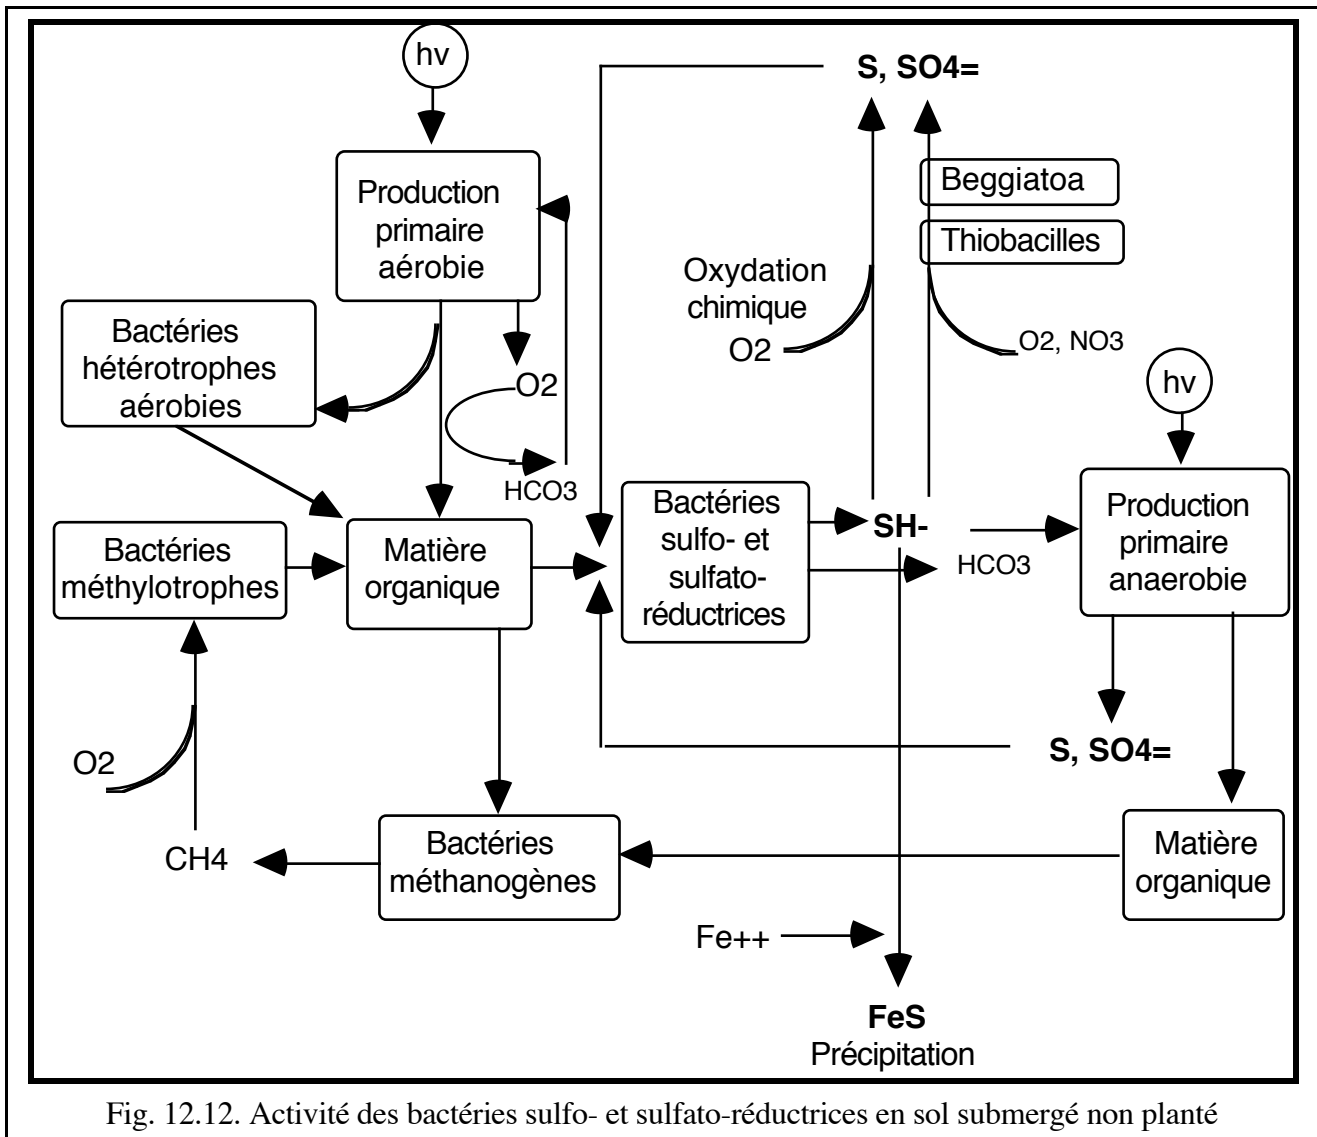 hv
S, SO4=
Production
primaire
aérobie
Beggiatoa
Thiobacilles
Oxydation
chimique
O2
O2, NO3
Bactéries
hétérotrophes
aérobies
O2
HCO3
hv
Bactéries
méthylotrophes
Matière
organique
Bactéries
sulfo- et
sulfato-
réductrices
SH-
HCO3
Production
primaire
anaerobie
O2
S, SO4=
CH4
Bactéries
méthanogènes
Matière
organique
Fe++
FeS
Précipitation
Fig. 12.12. Activité des bactéries sulfo- et sulfato-réductrices en sol submergé non planté